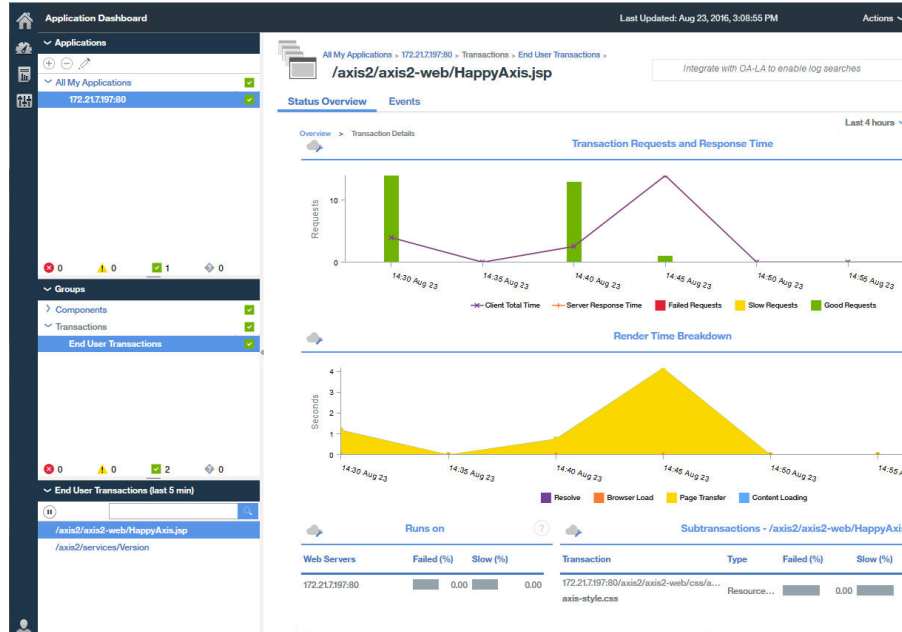 Application Dashboard
Last Updated: Aug 23, 2016, 3:08:55 PM
Actions
Applications
All My Applications
172.21.7.197:80
0
0
1
0
Groups
Components
Transactions
End User Transactions
0
0
2
0
End User Transactions (last 5 min)
/axis2/axis2-web/HappyAxis.jsp
/axis2/services/Version
All My Applications > 172.21.7.197:80 > Transactions > End User Transactions >
/axis2/axis2-web/HappyAxis.jsp
Integrate with OA-LA to enable log searches
Status Overview Events
Last 4 hours
Overview > Transaction Details
Transaction Requests and Response Time
Requests
10
0
14:30 Aug 23 14:35 Aug 23 14:40 Aug 23 14:45 Aug 23 14:50 Aug 23 14:55 Aug 23
Client Total Time Server Response Time Failed Requests Slow Requests Good Requests
Render Time Breakdown
Seconds
4
3
2
1
0
14:30 Aug 23 14:35 Aug 23 14:40 Aug 23 14:45 Aug 23 14:50 Aug 23 14:55 A
Resolve Browser Load Page Transfer Content Loading
Runs on ?
Web Servers Failed (%) Slow (%)
172.21.7.197:80 0.00 0.00
Subtransactions - /axis2/axis2-web/HappyAxis
Transaction Type Failed (%) Slow (%)
172.21.7.197:80/axis2/axis2-web/css/a...
axis-style.css Resource... 0.00